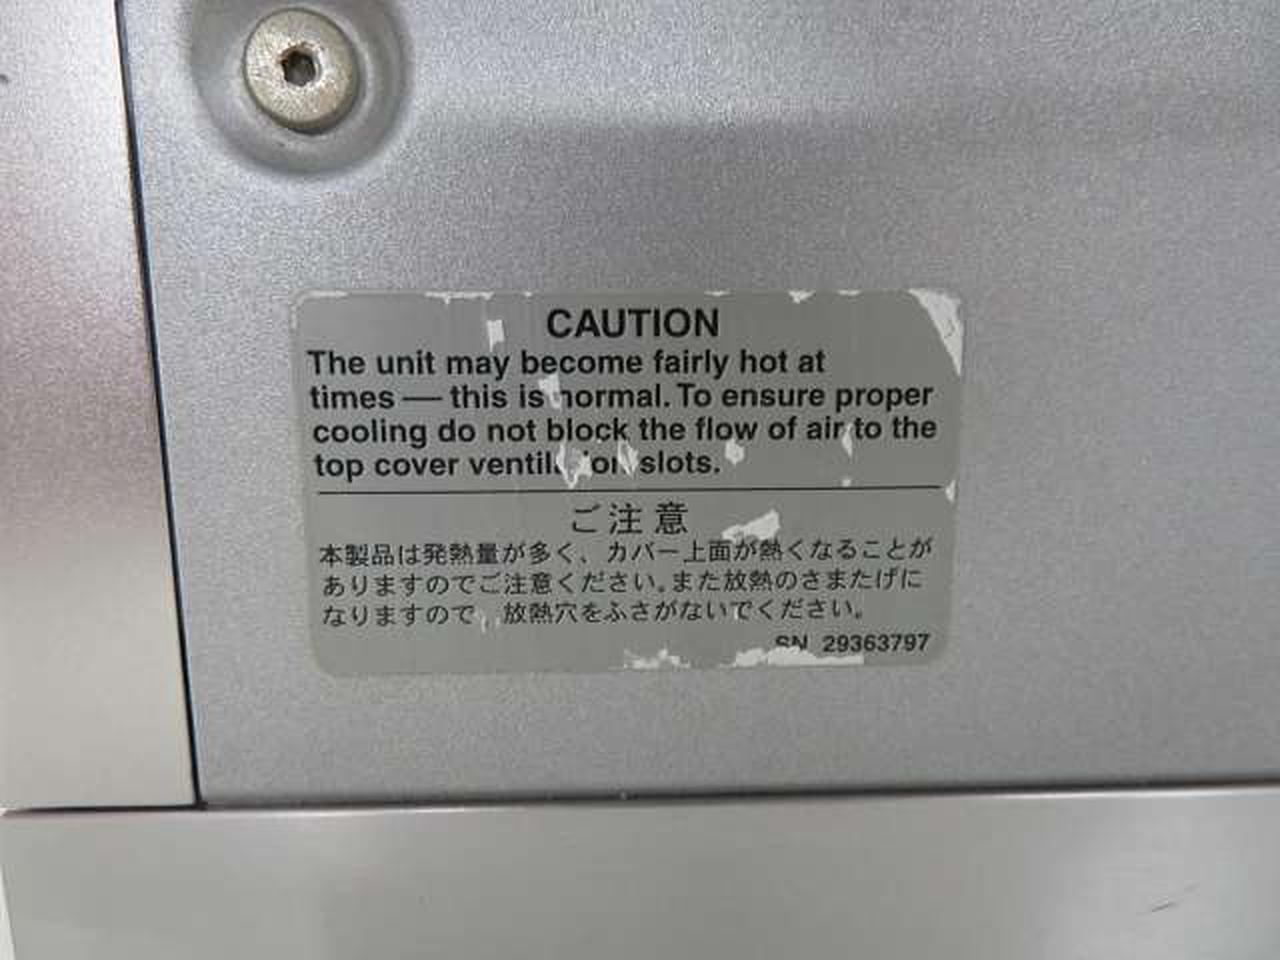 CAUTION
The unit may become fairly hot at
times — this is normal. To ensure proper
cooling do not block the flow of air to the
top cover ventilation slots.
ご注意
本製品は発熱量が多く、カバー上面が熱くなることが
ありますのでご注意ください。また放熱のさまたげに
なりますので、放熱穴をふさがないでください。
SN 29363797